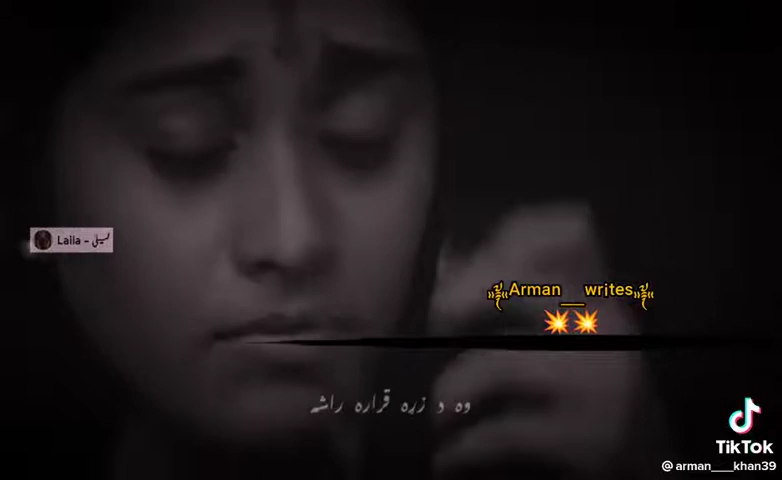 Laila - لیلیٰ
Arman__writes
💥💥
وه د زړه قراره راشه
TikTok
@arman___khan39